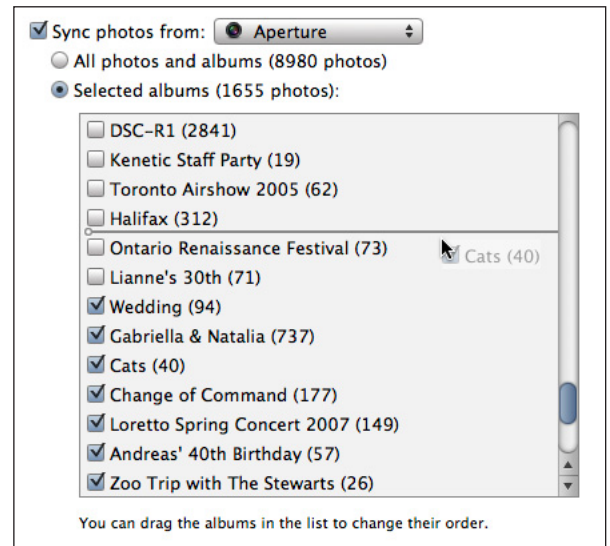 Sync photos from: Aperture
All photos and albums (8980 photos)
Selected albums (1655 photos):
DSC-R1 (2841)
Kenetic Staff Party (19)
Toronto Airshow 2005 (62)
Halifax (312)
Ontario Renaissance Festival (73)
Cats (40)
Lianne's 30th (71)
Wedding (94)
Gabriella & Natalia (737)
Cats (40)
Change of Command (177)
Loretto Spring Concert 2007 (149)
Andreas' 40th Birthday (57)
Zoo Trip with The Stewarts (26)
You can drag the albums in the list to change their order.